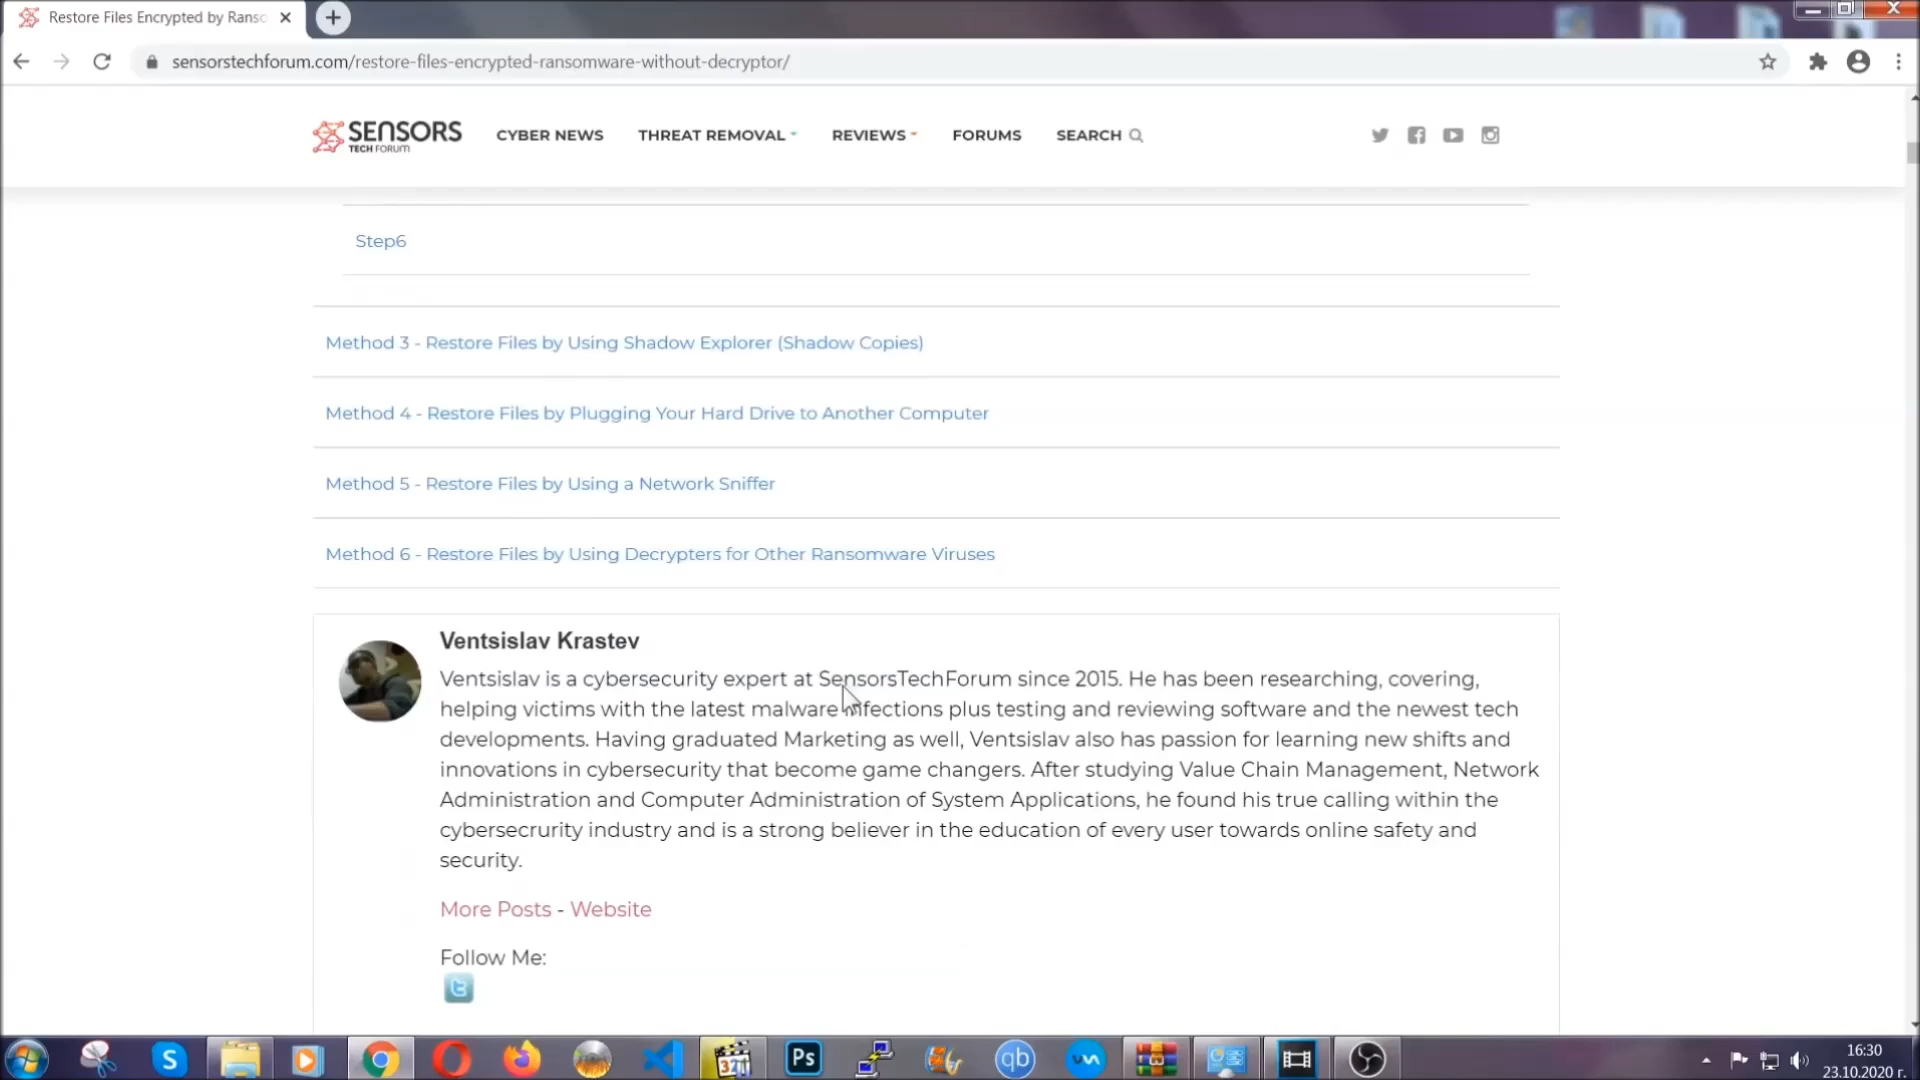 Restore Files Encrypted by Ranso
sensorstechforum.com/restore-files-encrypted-ransomware-without-decryptor/
SENSORS
TECH FORUM
CYBER NEWS THREAT REMOVAL REVIEWS FORUMS SEARCH
Step6
Method 3 - Restore Files by Using Shadow Explorer (Shadow Copies)
Method 4 - Restore Files by Plugging Your Hard Drive to Another Computer
Method 5 - Restore Files by Using a Network Sniffer
Method 6 - Restore Files by Using Decrypters for Other Ransomware Viruses
Ventsislav Krastev
Ventsislav is a cybersecurity expert at SensorsTechForum since 2015. He has been researching, covering,
helping victims with the latest malware infections plus testing and reviewing software and the newest tech
developments. Having graduated Marketing as well, Ventsislav also has passion for learning new shifts and
innovations in cybersecurity that become game changers. After studying Value Chain Management, Network
Administration and Computer Administration of System Applications, he found his true calling within the
cybersecrurity industry and is a strong believer in the education of every user towards online safety and
security.
More Posts - Website
Follow Me:
S
321
Ps
qb
16:30
23.10.2020 г.